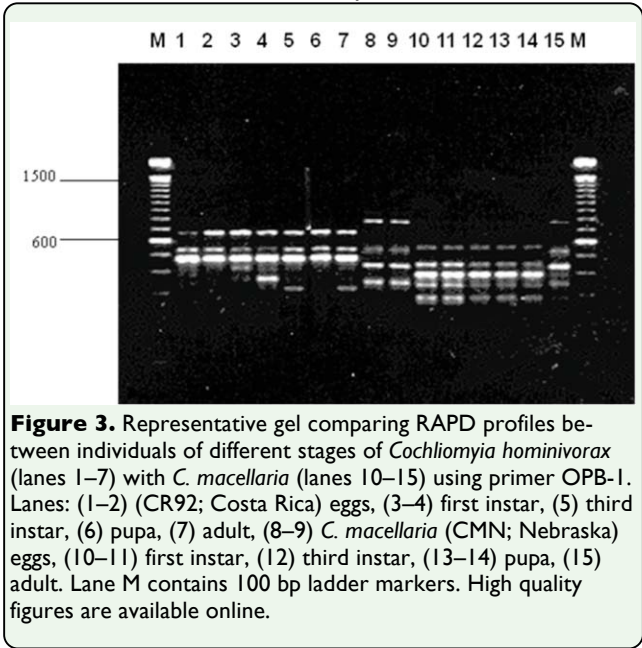 M 1 2 3 4 5 6 7 8 9 10 11 12 13 14 15 M
1500
600
Figure 3. Representative gel comparing RAPD profiles be-
tween individuals of different stages of Cochliomyia hominivorax
(lanes 1–7) with C. macellaria (lanes 10–15) using primer OPB-1.
Lanes: (1–2) (CR92; Costa Rica) eggs, (3–4) first instar, (5) third
instar, (6) pupa, (7) adult, (8–9) C. macellaria (CMN; Nebraska)
eggs, (10–11) first instar, (12) third instar, (13–14) pupa, (15)
adult. Lane M contains 100 bp ladder markers. High quality
figures are available online.